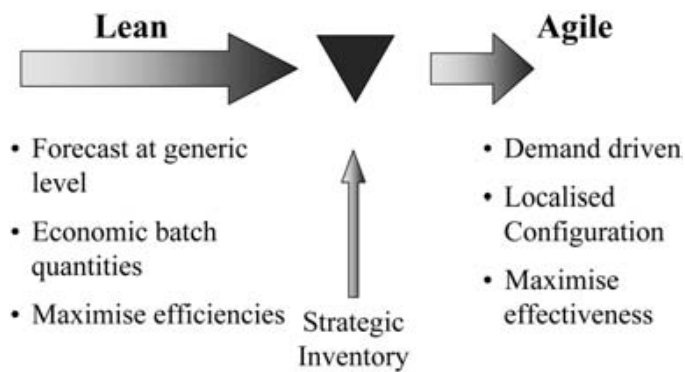 Lean
Agile
• Forecast at generic
level
• Economic batch
quantities
• Maximise efficiencies
Strategic
Inventory
• Demand driven
• Localised
Configuration
• Maximise
effectiveness